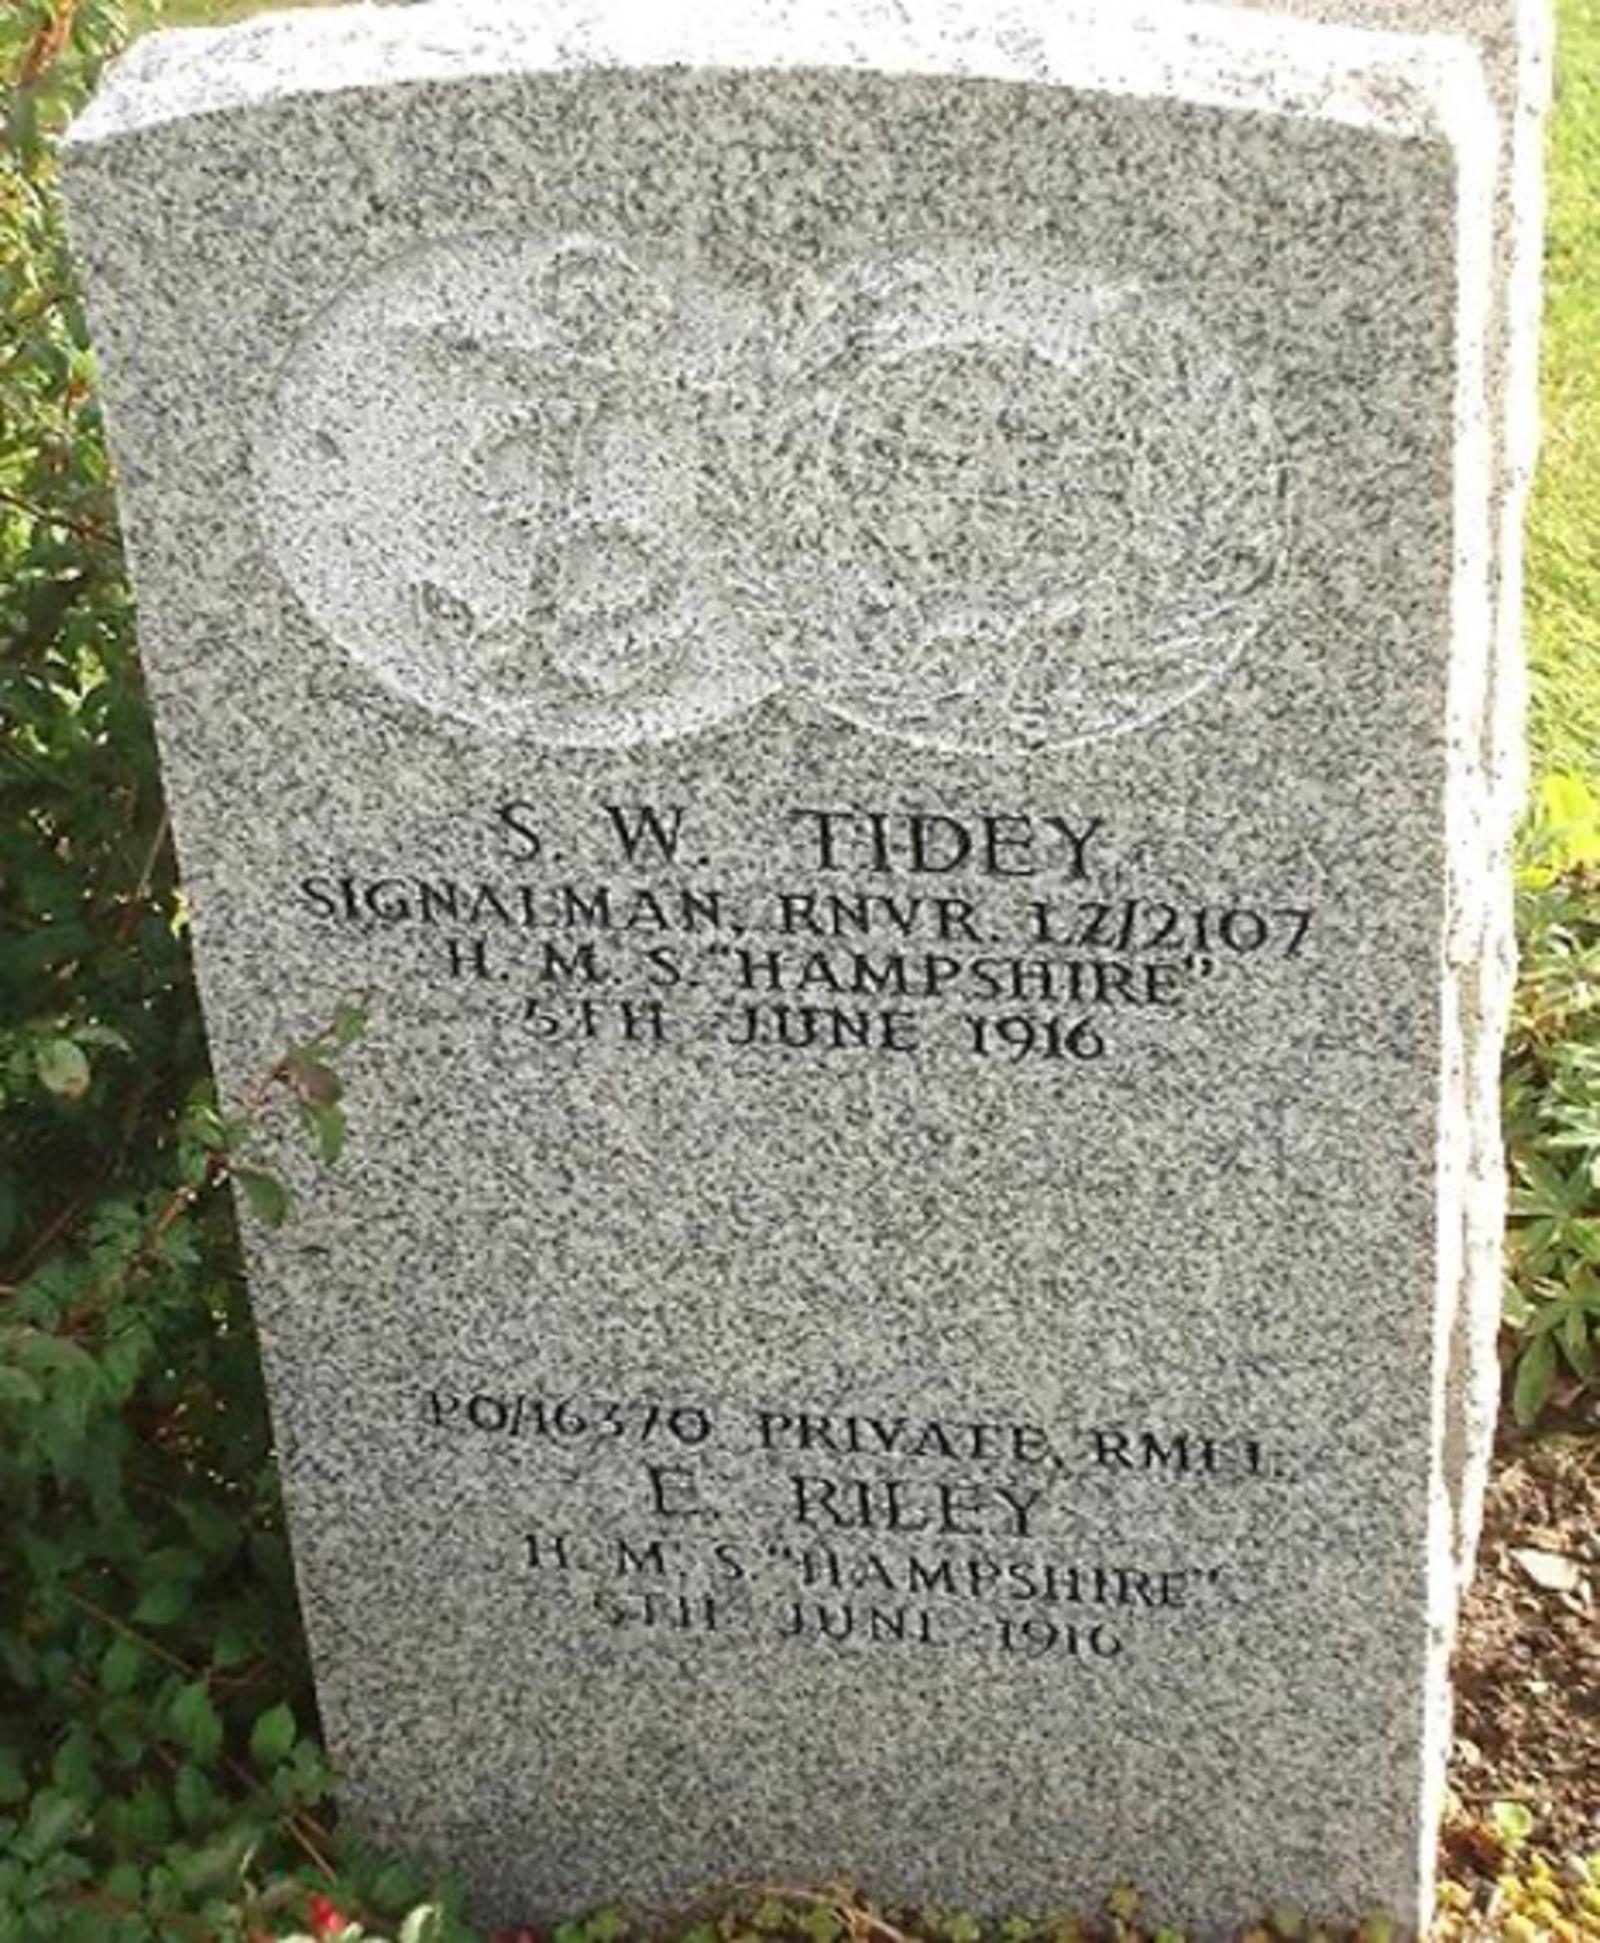 S. W. TIDEY
SIGNALMAN, RNVR. LZ/2107
H. M. S. "HAMPSHIRE"
5TH JUNE 1916
PO/16370 PRIVATE, RMLI.
E. RILEY
H. M. S. "HAMPSHIRE"
5TH JUNE 1916